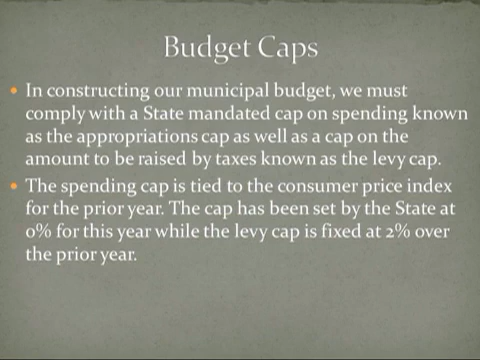 Budget Caps
In constructing our municipal budget, we must
comply with a State mandated cap on spending known
as the appropriations cap as well as a cap on the
amount to be raised by taxes known as the levy cap.
The spending cap is tied to the consumer price index
for the prior year. The cap has been set by the State at
0% for this year while the levy cap is fixed at 2% over
the prior year.